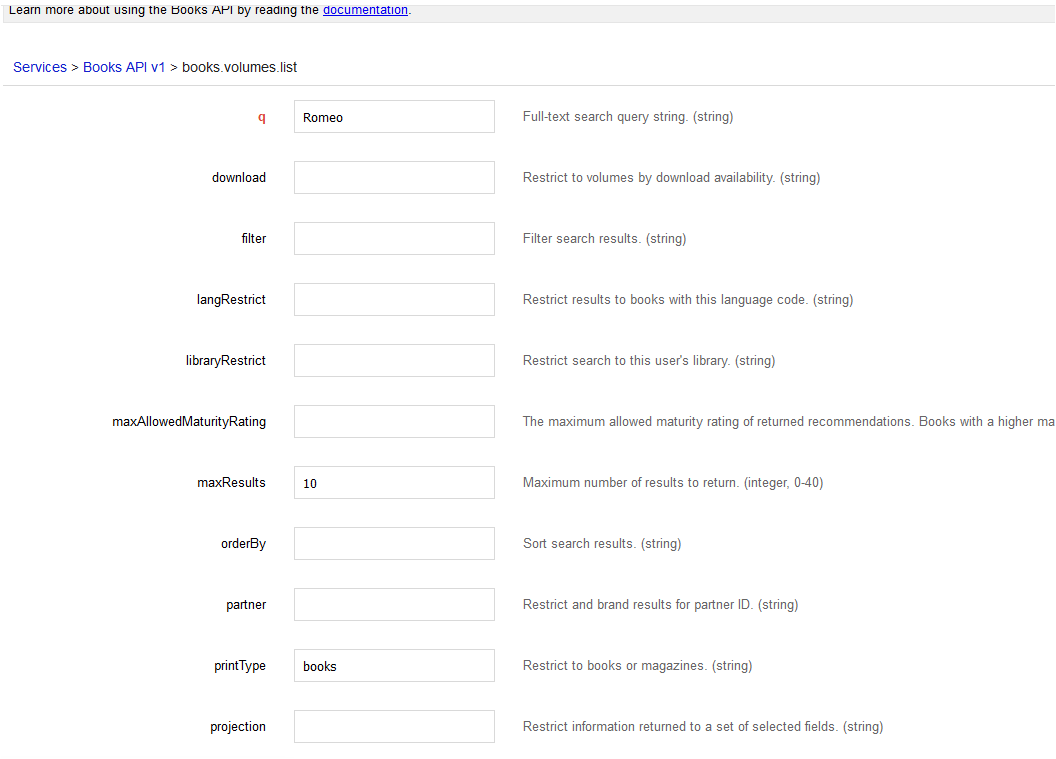 Learn more about using the Books API by reading the documentation.
Services > Books API v1 > books.volumes.list
q Romeo Full-text search query string. (string)
download Restrict to volumes by download availability. (string)
filter Filter search results. (string)
langRestrict Restrict results to books with this language code. (string)
libraryRestrict Restrict search to this user's library. (string)
maxAllowedMaturityRating The maximum allowed maturity rating of returned recommendations. Books with a higher ma
maxResults 10 Maximum number of results to return. (integer, 0-40)
orderBy Sort search results. (string)
partner Restrict and brand results for partner ID. (string)
printType books Restrict to books or magazines. (string)
projection Restrict information returned to a set of selected fields. (string)